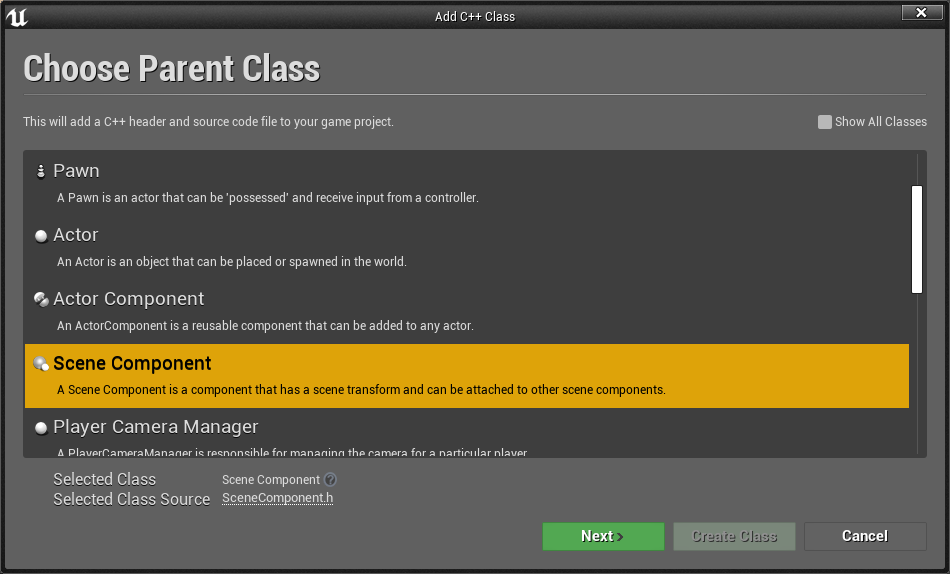 Add C++ Class
Choose Parent Class
This will add a C++ header and source code file to your game project.
Show All Classes
Pawn
A Pawn is an actor that can be 'possessed' and receive input from a controller.
Actor
An Actor is an object that can be placed or spawned in the world.
Actor Component
An ActorComponent is a reusable component that can be added to any actor.
Scene Component
A Scene Component is a component that has a scene transform and can be attached to other scene components.
Player Camera Manager
A PlayerCameraManager is responsible for managing the camera for a particular player
Selected Class Scene Component ?
Selected Class Source SceneComponent.h
Next >
Create Class
Cancel